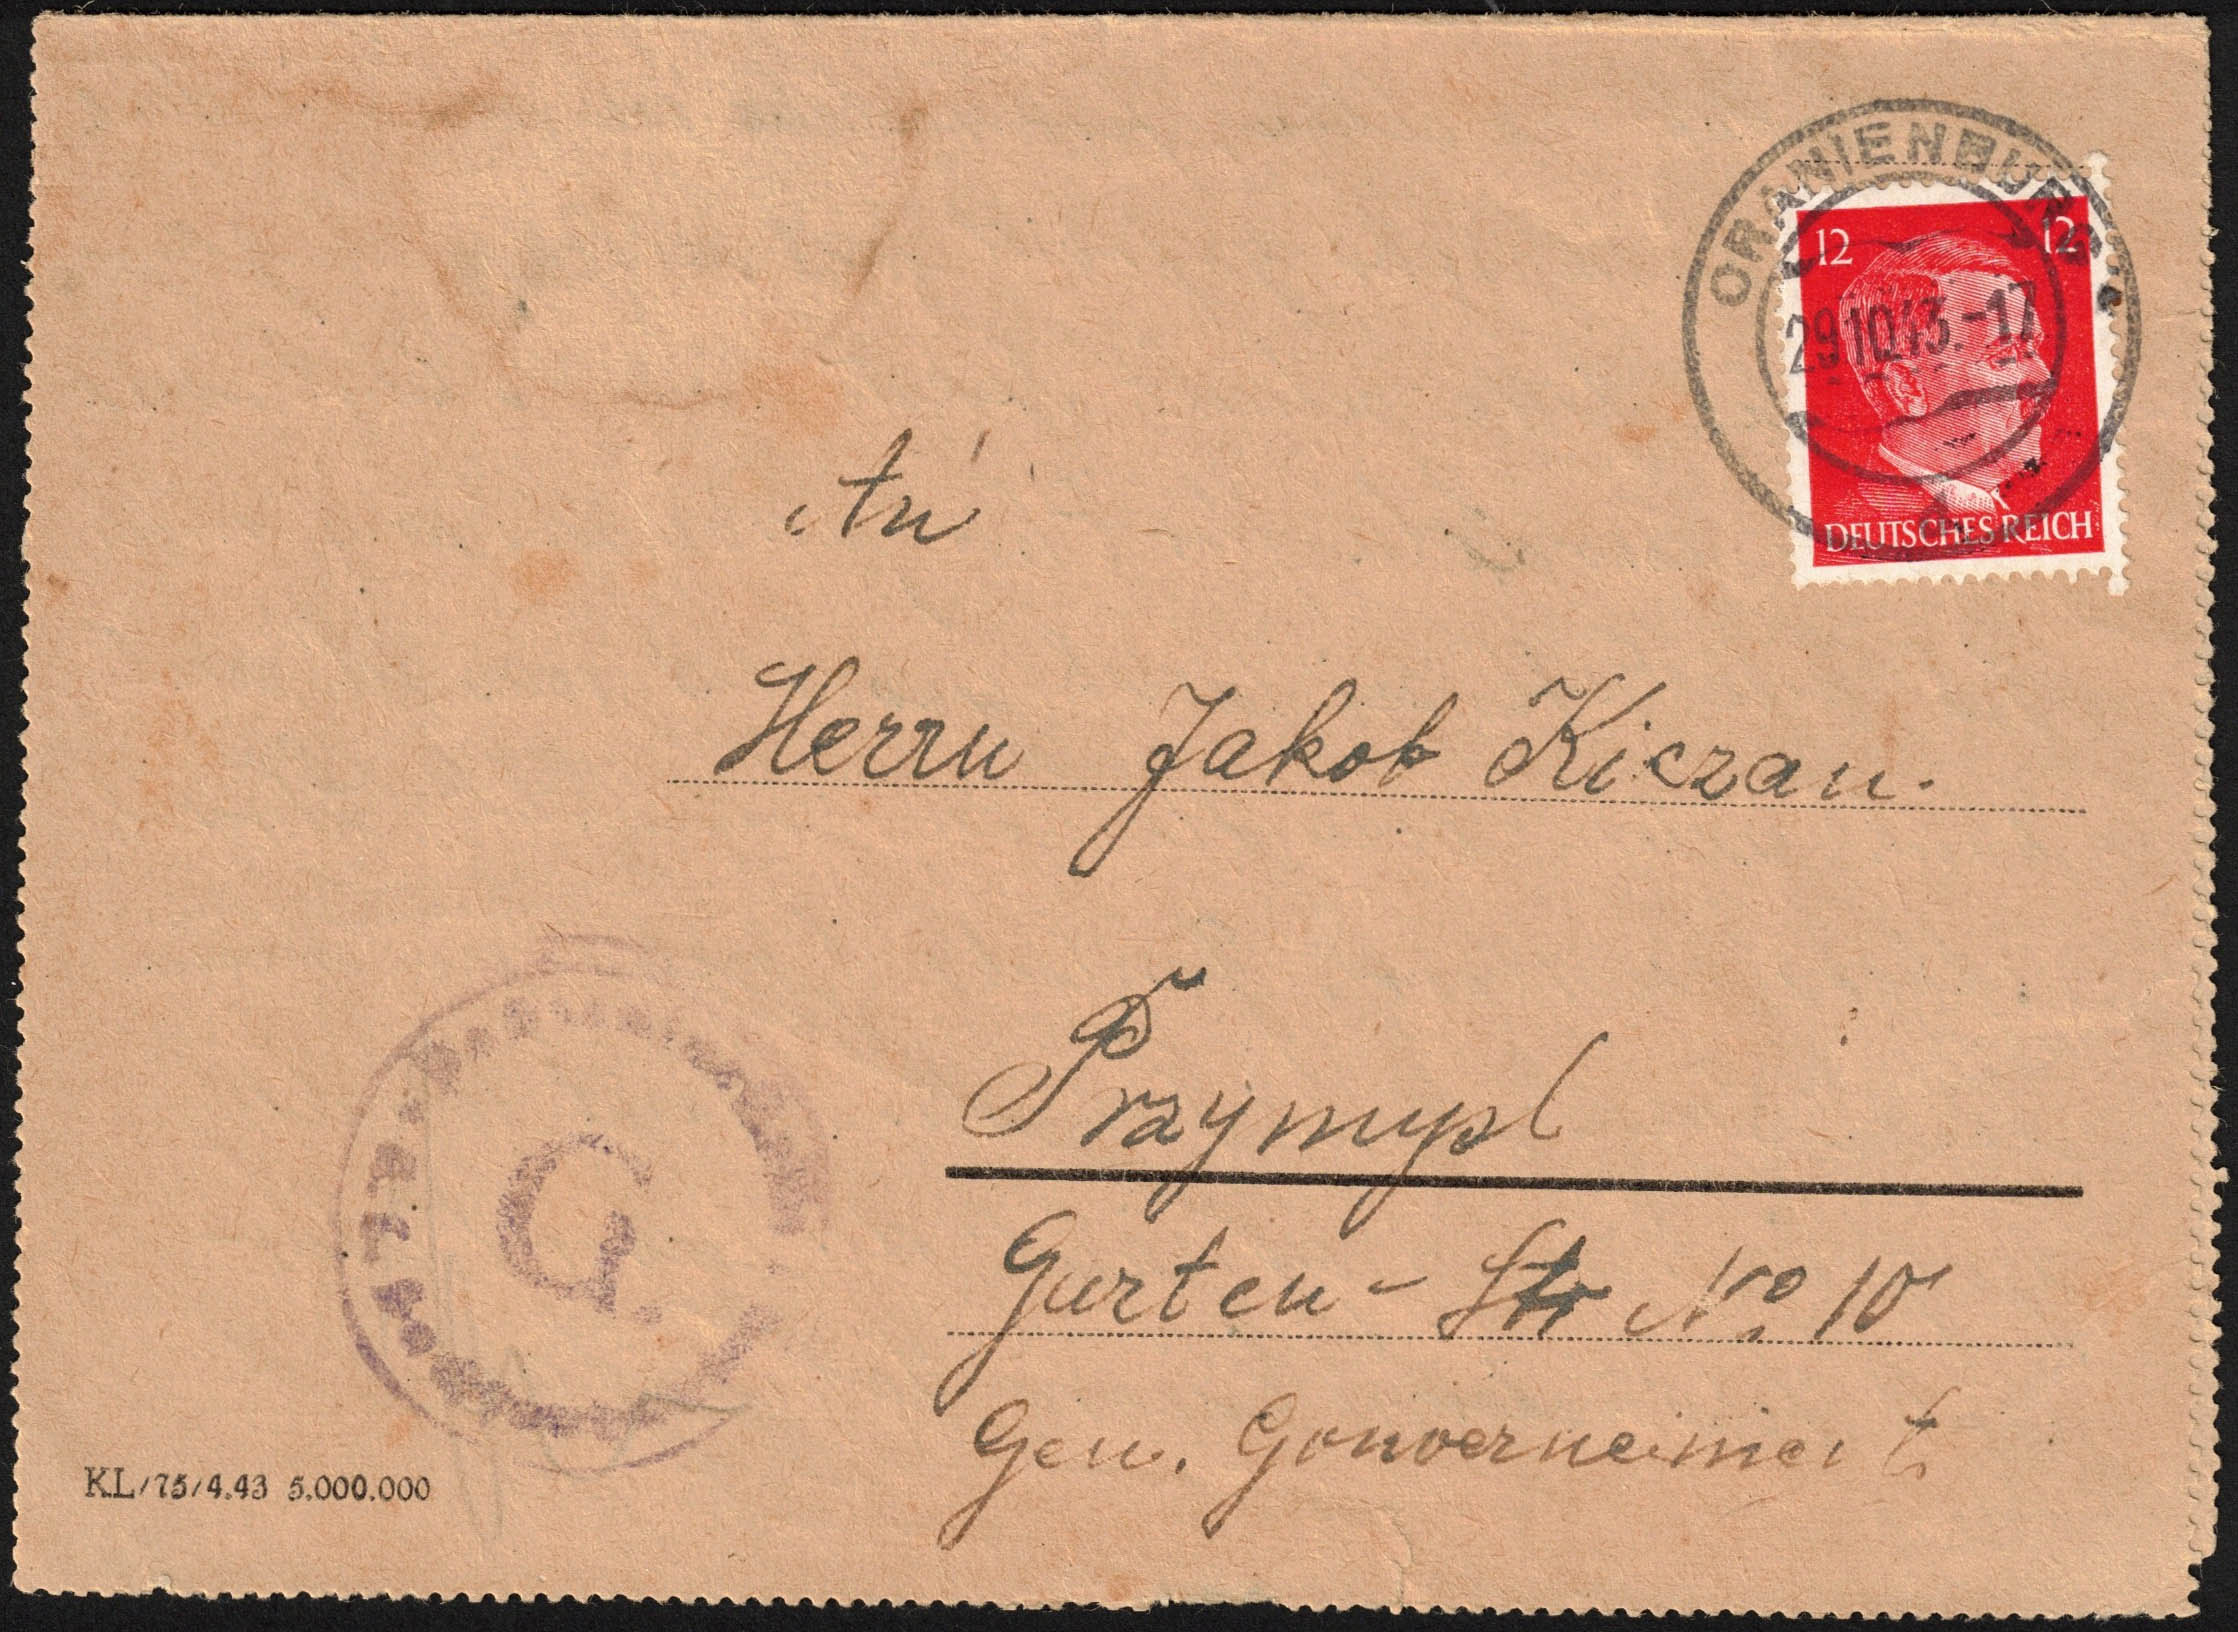 ORANIENBURG
12 12
29.10.43.-17
DEUTSCHES REICH
An
Herrn Jakob Kiczan.
Przymysl
Garten- Str No 10
Gen. Gouvernement
G.
KL/75/4.43 5.000.000